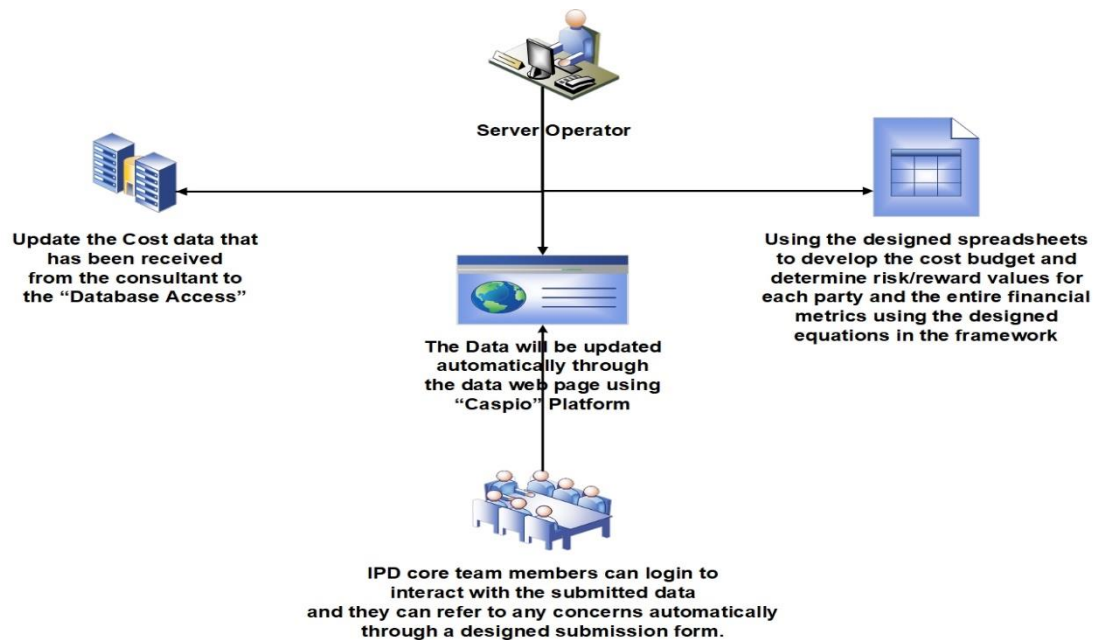 Server Operator
Update the Cost data that
has been received
from the consultant to
the “Database Access”
Using the designed spreadsheets
to develop the cost budget and
determine risk/reward values for
each party and the entire financial
metrics using the designed
equations in the framework
The Data will be updated
automatically through
the data web page using
“Caspio” Platform
IPD core team members can login to
interact with the submitted data
and they can refer to any concerns automatically
through a designed submission form.